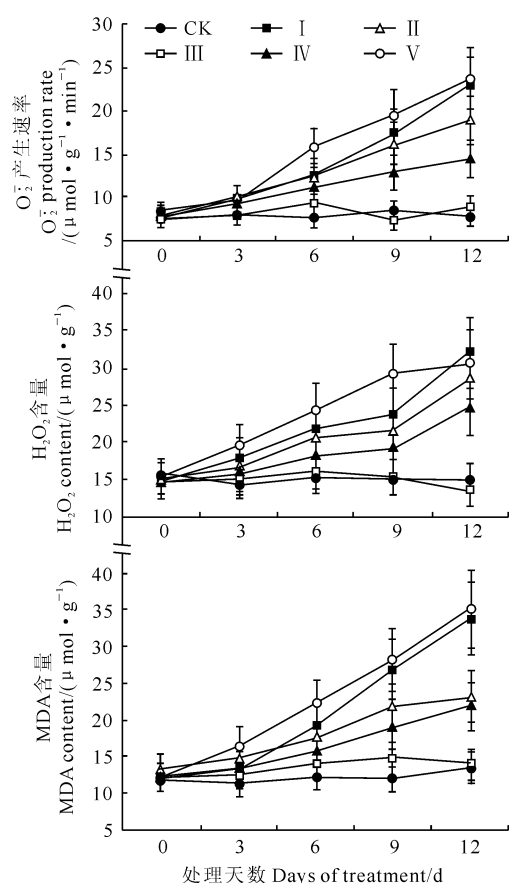 CK Ⅰ Ⅱ
Ⅲ Ⅳ Ⅴ
O₂⁻产生速率
O₂⁻ production rate
/(μmol·g⁻¹·min⁻¹)
30
25
20
15
10
5
0 3 6 9 12
H₂O₂含量
H₂O₂ content/(μmol·g⁻¹)
40
35
30
25
20
15
10
0 3 6 9 12
MDA含量
MDA content/(μmol·g⁻¹)
40
35
30
25
20
15
10
5
0 3 6 9 12
处理天数 Days of treatment/d